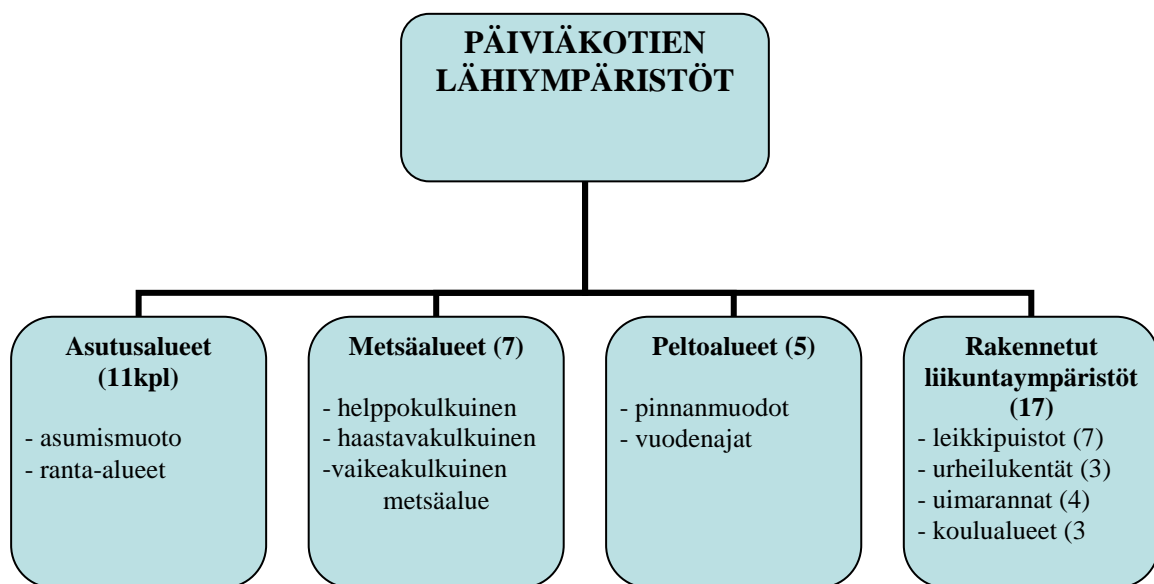 PÄIVIÄKOTIEN
LÄHIYMPÄRISTÖT
Asutusalueet
(11kpl)
- asumismuoto
- ranta-alueet
Metsäalueet (7)
- helppokulkuinen
- haastavakulkuinen
-vaikeakulkuinen
metsäalue
Peltoalueet (5)
- pinnanmuodot
- vuodenajat
Rakennetut
liikuntaympäristöt
(17)
- leikkipuistot (7)
- urheilukentät (3)
- uimarannat (4)
- koulualueet (3